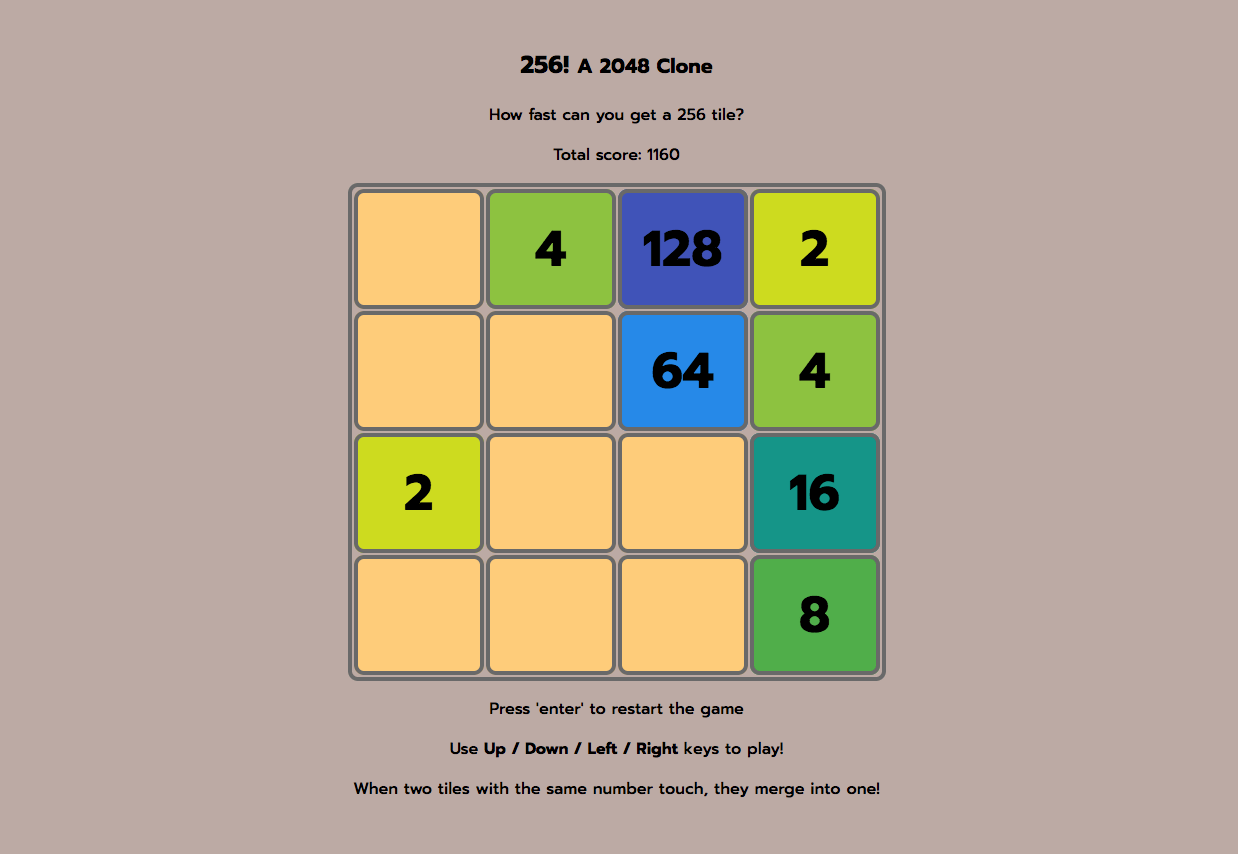 256! A 2048 Clone
How fast can you get a 256 tile?
Total score: 1160
4 128 2
64 4
2 16
8
Press 'enter' to restart the game
Use Up / Down / Left / Right keys to play!
When two tiles with the same number touch, they merge into one!